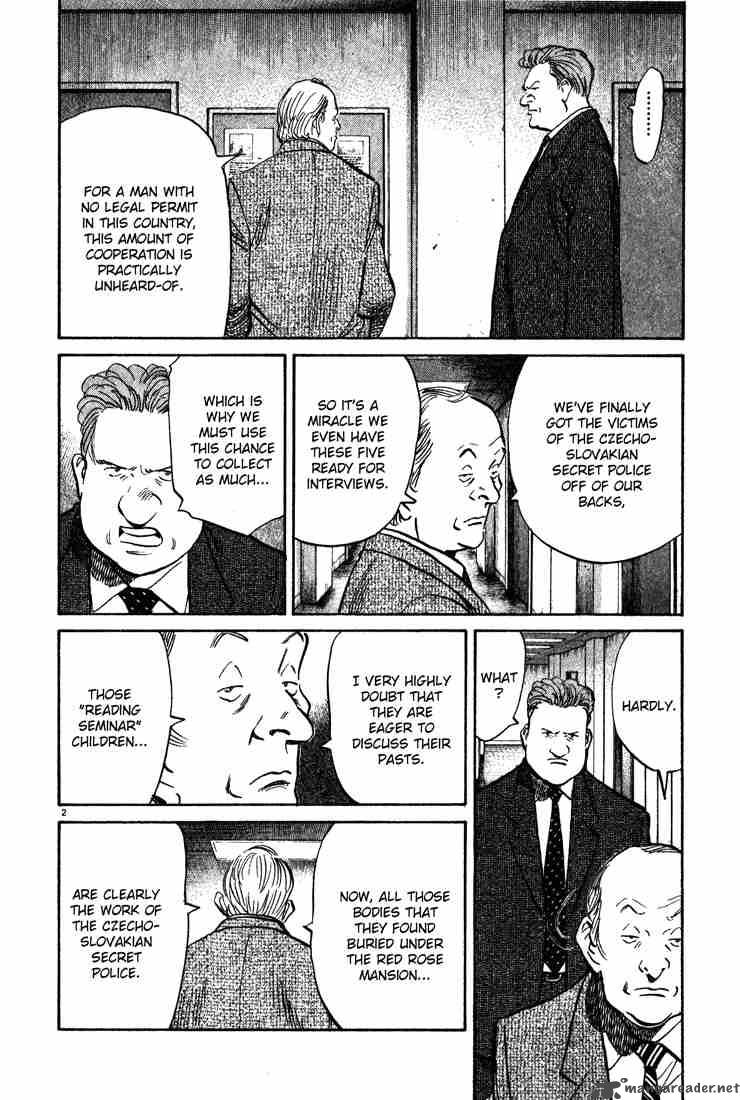 .........
FOR A MAN WITH
NO LEGAL PERMIT
IN THIS COUNTRY,
THIS AMOUNT OF
COOPERATION IS
PRACTICALLY
UNHEARD-OF.
WE'VE FINALLY
GOT THE VICTIMS
OF THE CZECHO-
SLOVAKIAN
SECRET POLICE
OFF OF OUR
BACKS,
SO IT'S A
MIRACLE WE
EVEN HAVE
THESE FIVE
READY FOR
INTERVIEWS.
WHICH IS
WHY WE
MUST USE
THIS CHANCE
TO COLLECT
AS MUCH...
HARDLY.
WHAT
?
I VERY HIGHLY
DOUBT THAT
THEY ARE
EAGER TO
DISCUSS THEIR
PASTS.
THOSE
"READING
SEMINAR"
CHILDREN...
2
NOW, ALL THOSE
BODIES THAT
THEY FOUND
BURIED UNDER
THE RED ROSE
MANSION...
ARE CLEARLY
THE WORK OF
THE CZECHO-
SLOVAKIAN
SECRET
POLICE.
mangareader.net